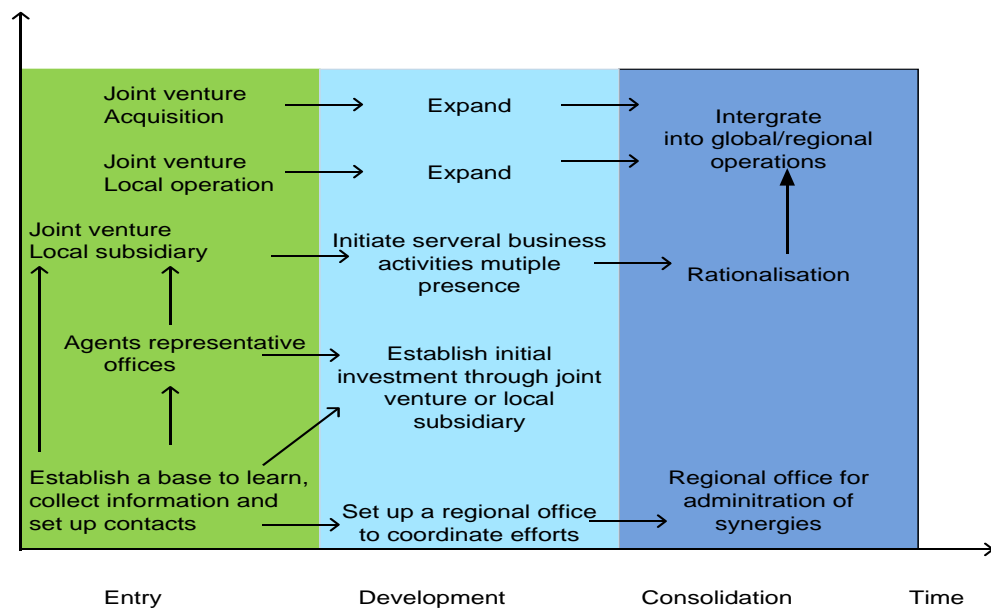 Joint venture
Acquisition
Expand
Intergrate
into global/regional
operations
Joint venture
Local operation
Expand
Joint venture
Local subsidiary
Initiate serveral business
activities mutiple
presence
Rationalisation
Agents representative
offices
Establish initial
investment through joint
venture or local
subsidiary
Establish a base to learn,
collect information and
set up contacts
Set up a regional office
to coordinate efforts
Regional office for
adminitration of
synergies
Entry
Development
Consolidation
Time